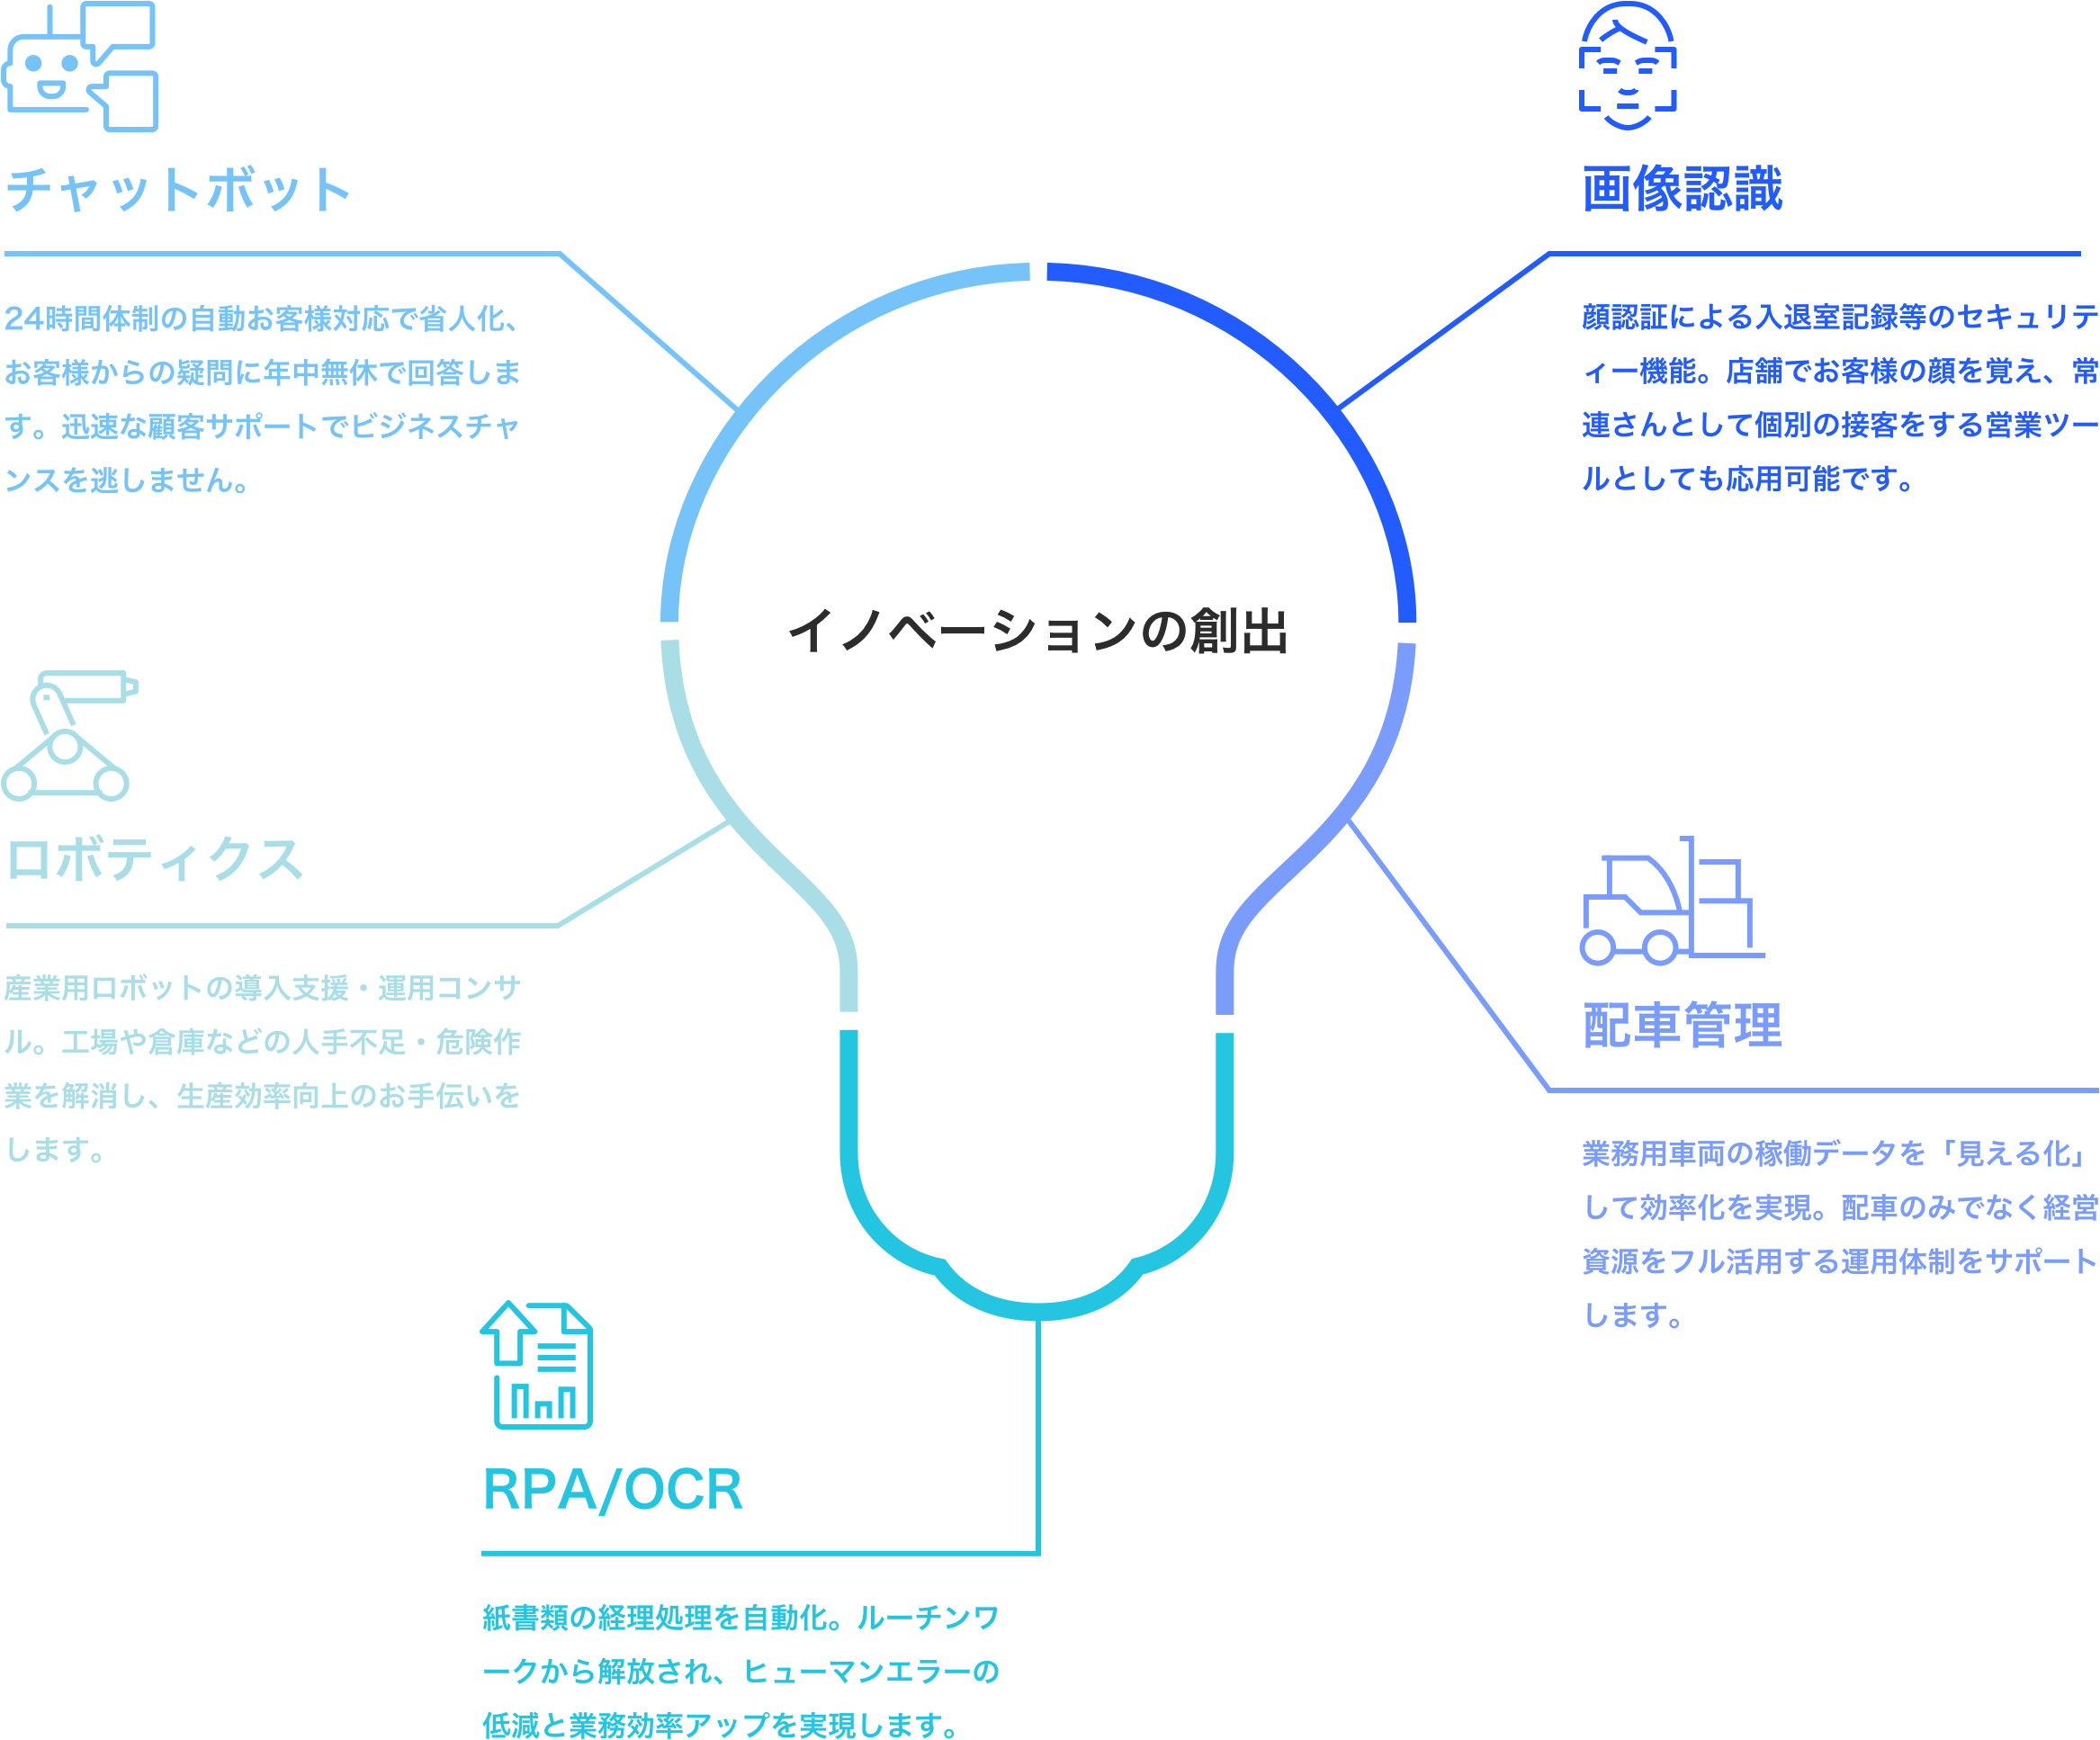 チャットボット
24時間体制の自動お客様対応で省人化、
お客様からの疑問に年中無休で回答しま
す。迅速な顧客サポートでビジネスチャ
ンスを逃しません。
画像認識
顔認証による入退室記録等のセキュリテ
ィー機能。店舗でお客様の顔を覚え、常
連さんとして個別の接客をする営業ツー
ルとしても応用可能です。
イノベーションの創出
ロボティクス
産業用ロボットの導入支援・運用コンサ
ル。工場や倉庫などの人手不足・危険作
業を解消し、生産効率向上のお手伝いを
します。
配車管理
業務用車両の稼働データを「見える化」
して効率化を実現。配車のみでなく経営
資源をフル活用する運用体制をサポート
します。
RPA/OCR
紙書類の経理処理を自動化。ルーチンワ
ークから解放され、ヒューマンエラーの
低減と業務効率アップを実現します。